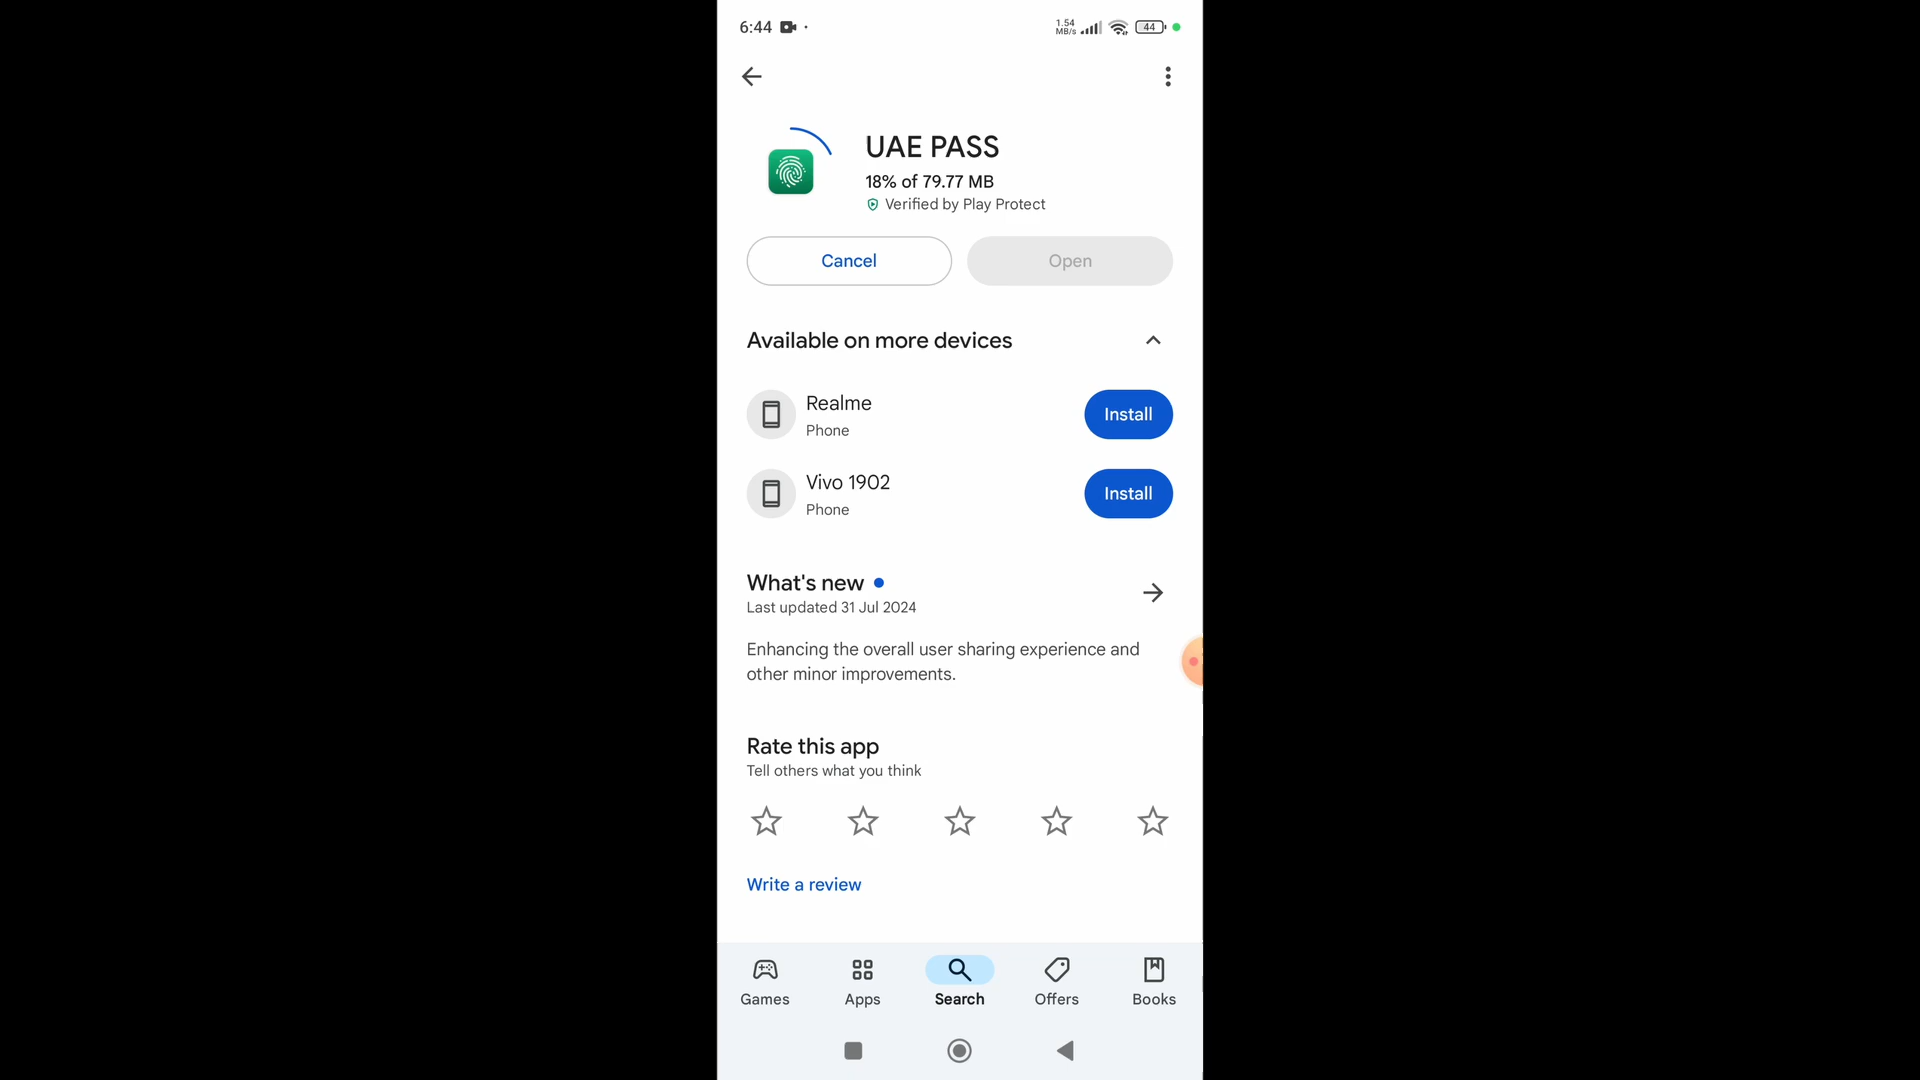 6:44
1.54
MB/s
44
UAE PASS
18% of 79.77 MB
Verified by Play Protect
Cancel
Open
Available on more devices
Realme
Phone
Install
Vivo 1902
Phone
Install
What's new
Last updated 31 Jul 2024
Enhancing the overall user sharing experience and
other minor improvements.
Rate this app
Tell others what you think
Write a review
Games
Apps
Search
Offers
Books